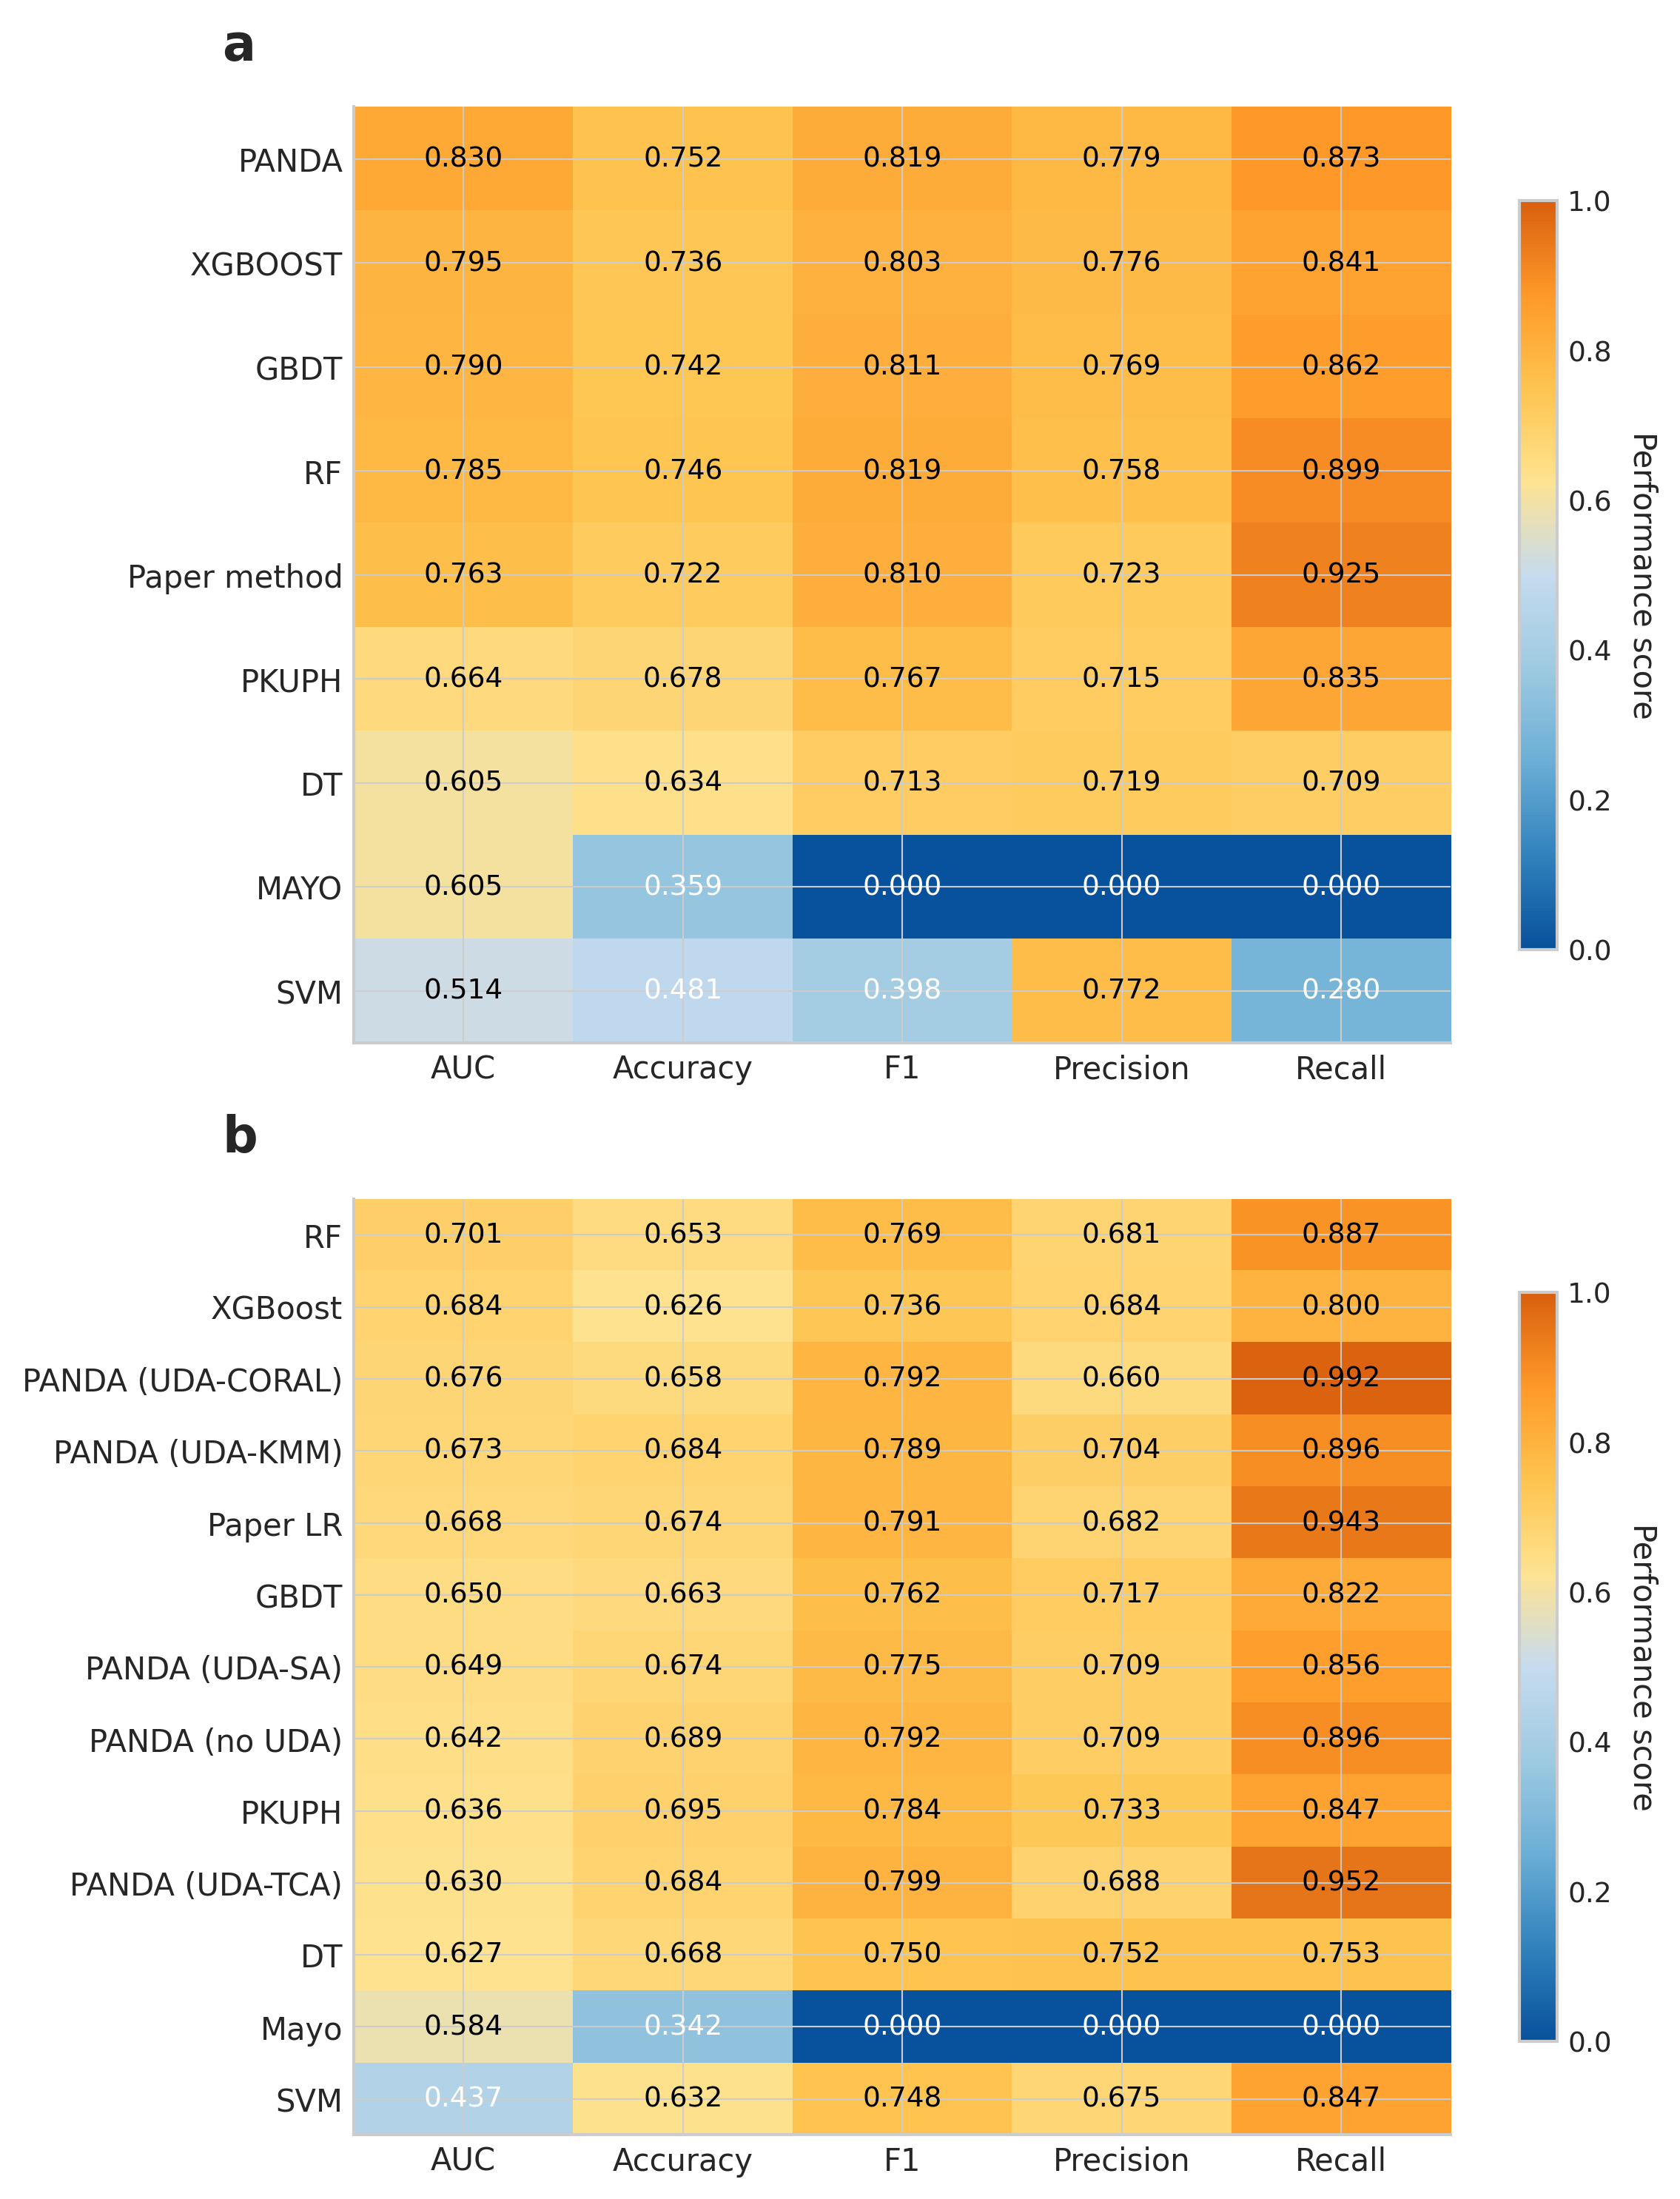 a
PANDA 0.830 0.752 0.819 0.779 0.873
XGBOOST 0.795 0.736 0.803 0.776 0.841
GBDT 0.790 0.742 0.811 0.769 0.862
RF 0.785 0.746 0.819 0.758 0.899
Paper method 0.763 0.722 0.810 0.723 0.925
PKUPH 0.664 0.678 0.767 0.715 0.835
DT 0.605 0.634 0.713 0.719 0.709
MAYO 0.605 0.359 0.000 0.000 0.000
SVM 0.514 0.481 0.398 0.772 0.280
AUC Accuracy F1 Precision Recall
1.0
0.8
0.6
0.4
0.2
0.0
Performance score
b
RF 0.701 0.653 0.769 0.681 0.887
XGBoost 0.684 0.626 0.736 0.684 0.800
PANDA (UDA-CORAL) 0.676 0.658 0.792 0.660 0.992
PANDA (UDA-KMM) 0.673 0.684 0.789 0.704 0.896
Paper LR 0.668 0.674 0.791 0.682 0.943
GBDT 0.650 0.663 0.762 0.717 0.822
PANDA (UDA-SA) 0.649 0.674 0.775 0.709 0.856
PANDA (no UDA) 0.642 0.689 0.792 0.709 0.896
PKUPH 0.636 0.695 0.784 0.733 0.847
PANDA (UDA-TCA) 0.630 0.684 0.799 0.688 0.952
DT 0.627 0.668 0.750 0.752 0.753
Mayo 0.584 0.342 0.000 0.000 0.000
SVM 0.437 0.632 0.748 0.675 0.847
AUC Accuracy F1 Precision Recall
1.0
0.8
0.6
0.4
0.2
0.0
Performance score